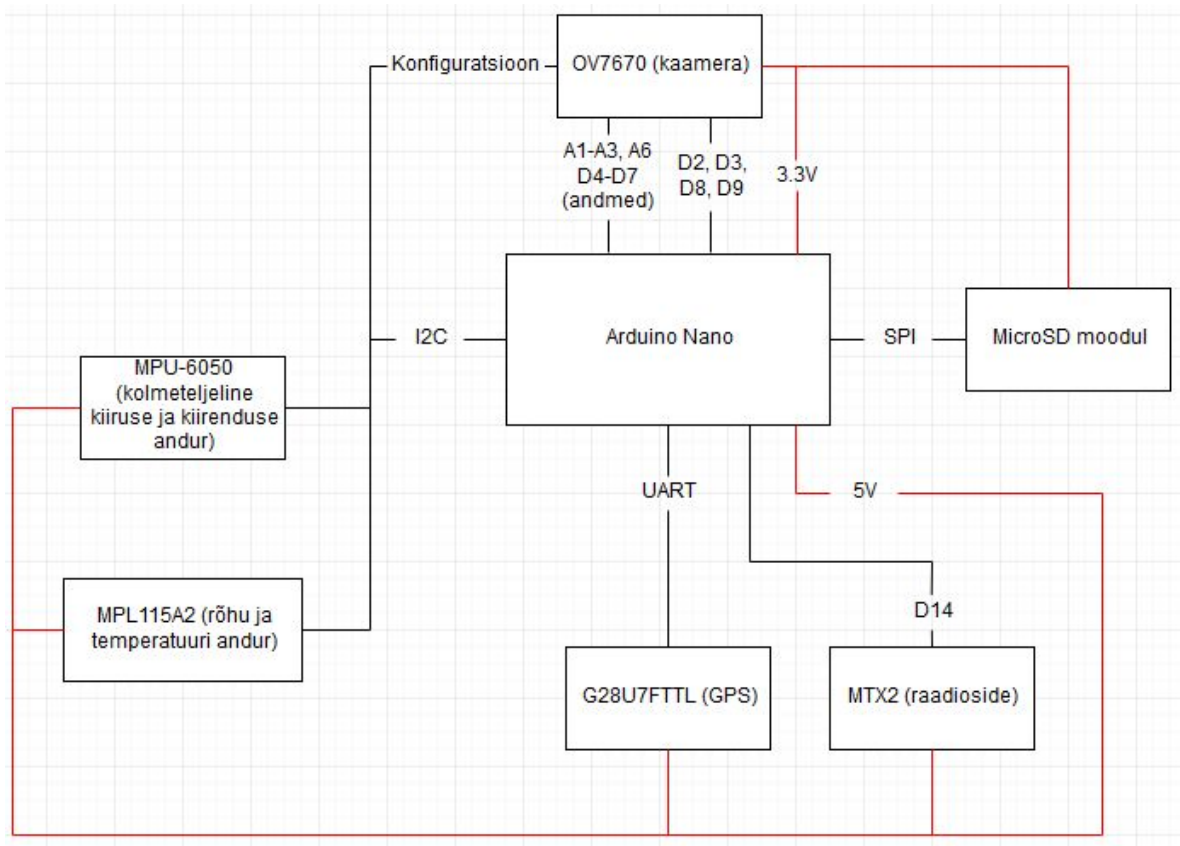 Konfiguratsioon
OV7670 (kaamera)
A1-A3, A6
D4-D7
(andmed)
D2, D3,
D8, D9
3.3V
I2C
Arduino Nano
SPI
MicroSD moodul
MPU-6050
(kolmeteljeline
kiiruse ja kiirenduse
andur)
UART
5V
MPL115A2 (rõhu ja
temperatuuri andur)
D14
G28U7FTTL (GPS)
MTX2 (raadioside)